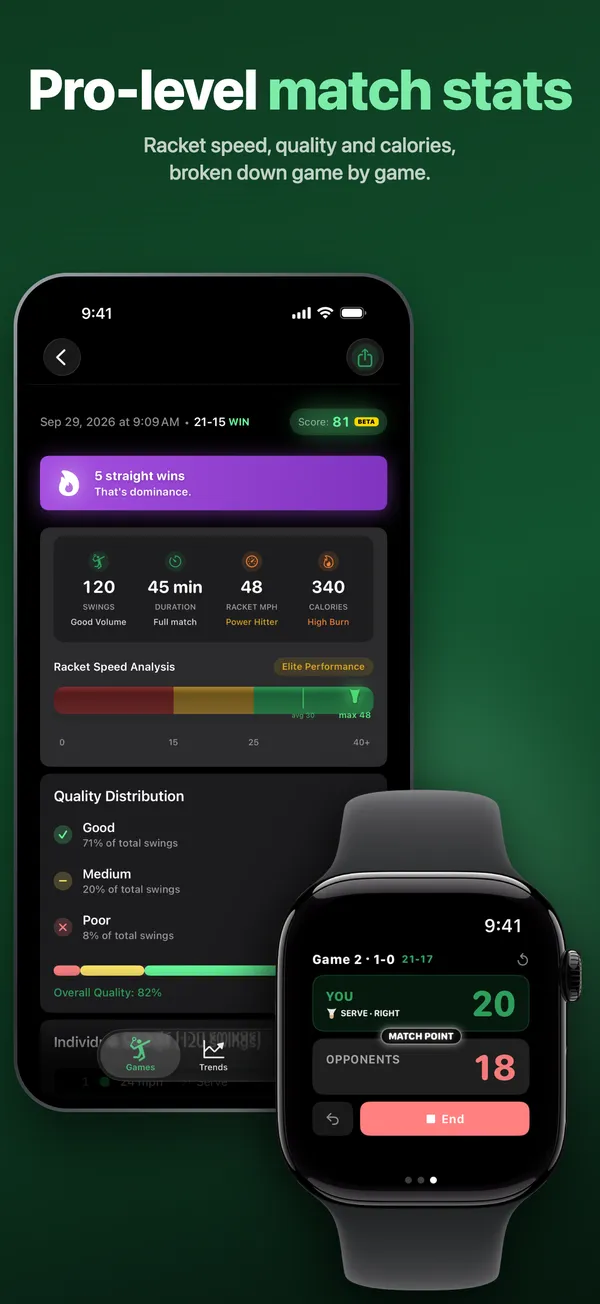 Pro-level match stats
Racket speed, quality and calories,
broken down game by game.
9:41
Sep 29, 2026 at 9:09 AM • 21-15 WIN
Score: 81 BETA
5 straight wins
That's dominance.
120
SWINGS
Good Volume
45 min
DURATION
Full match
48
RACKET MPH
Power Hitter
340
CALORIES
High Burn
Racket Speed Analysis
Elite Performance
avg 30
max 48
0 15 25 40+
Quality Distribution
Good
71% of total swings
Medium
20% of total swings
Poor
8% of total swings
Overall Quality: 82%
Games
Trends
1 24 mph Serve
9:41
Game 2 · 1-0 21-17
YOU
SERVE · RIGHT
20
MATCH POINT
OPPONENTS
18
End